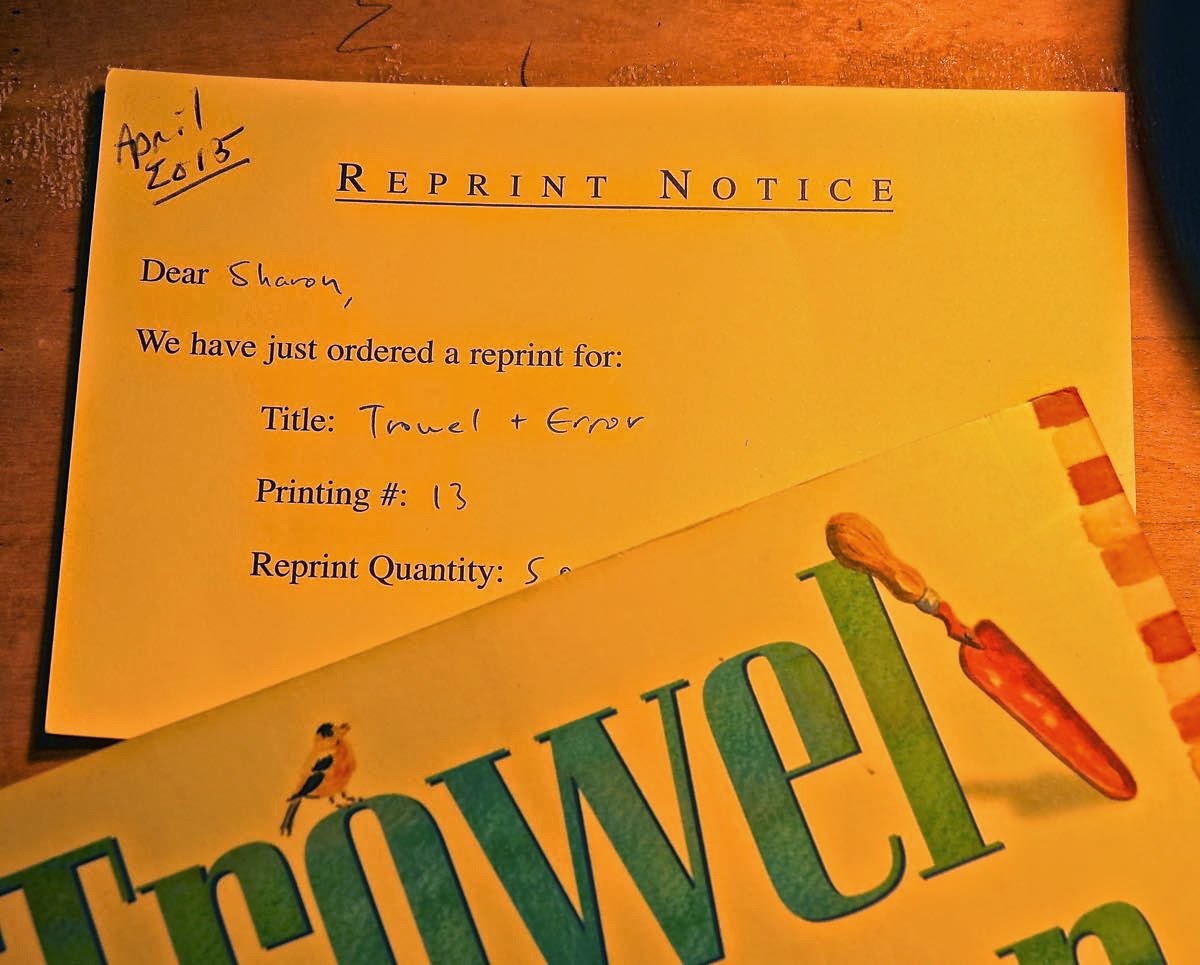 April
2015
REPRINT NOTICE
Dear Sharon,
We have just ordered a reprint for:
Title: Trowel + Error
Printing #: 13
Reprint Quantity:
Trowel